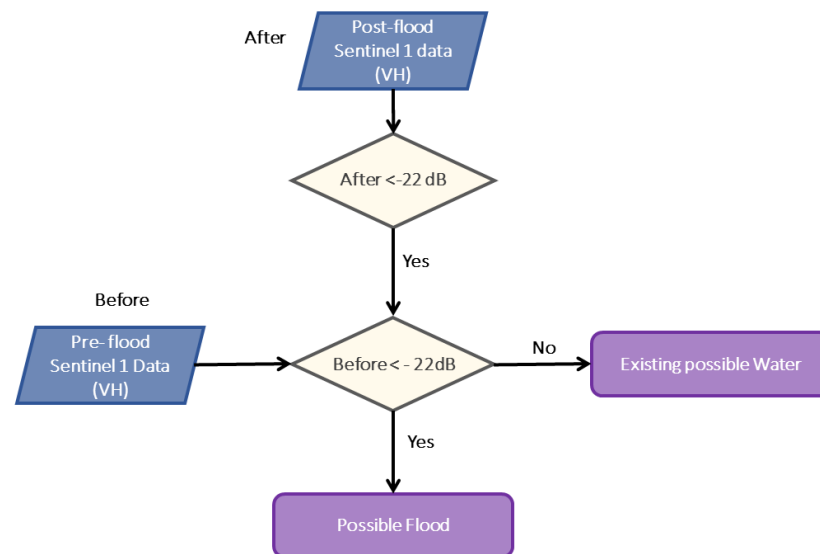 After
Post-flood
Sentinel 1 data
(VH)
After <-22 dB
Yes
Before
Pre- flood
Sentinel 1 Data
(VH)
Before< - 22dB
No
Existing possible Water
Yes
Possible Flood